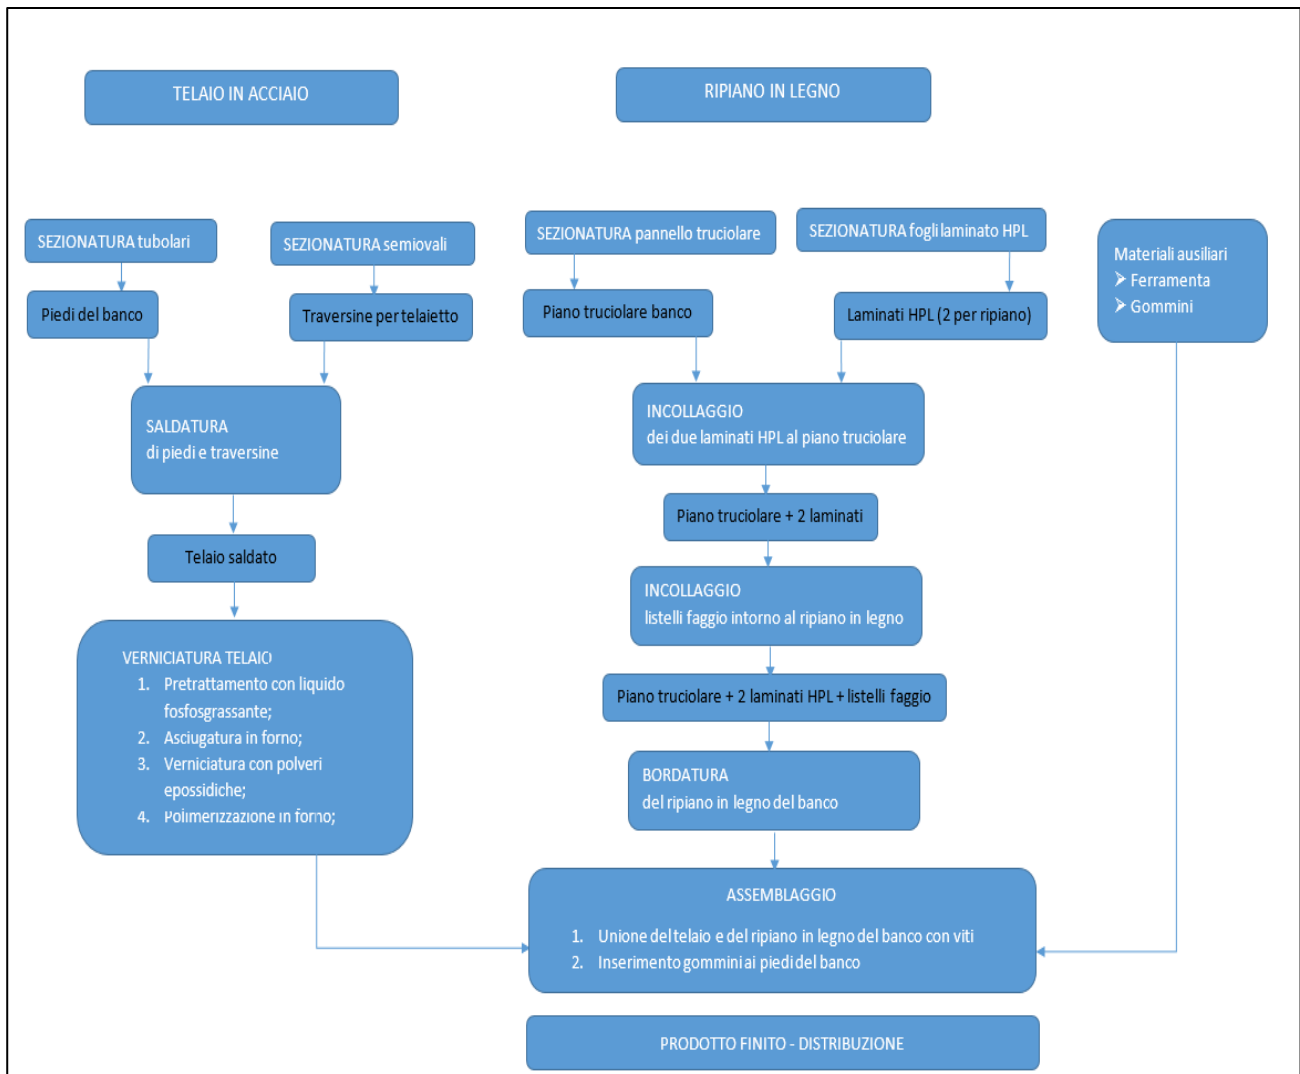 TELAIO IN ACCIAIO
RIPIANO IN LEGNO
SEZIONATURA tubolari
SEZIONATURA semiovali
SEZIONATURA pannello truciolare
SEZIONATURA fogli laminato HPL
Materiali ausiliari
➢ Ferramenta
➢ Gommini
Piedi del banco
Traversine per telaietto
Piano truciolare banco
Laminati HPL (2 per ripiano)
SALDATURA
di piedi e traversine
INCOLLAGGIO
dei due laminati HPL al piano truciolare
Telaio saldato
Piano truciolare + 2 laminati
INCOLLAGGIO
listelli faggio intorno al ripiano in legno
VERNICIATURA TELAIO
1. Pretrattamento con liquido
fosfosgrassante;
2. Asciugatura in forno;
3. Verniciatura con polveri
epossidiche;
4. Polimerizzazione in forno;
Piano truciolare + 2 laminati HPL + listelli faggio
BORDATURA
del ripiano in legno del banco
ASSEMBLAGGIO
1. Unione del telaio e del ripiano in legno del banco con viti
2. Inserimento gommini ai piedi del banco
PRODOTTO FINITO - DISTRIBUZIONE